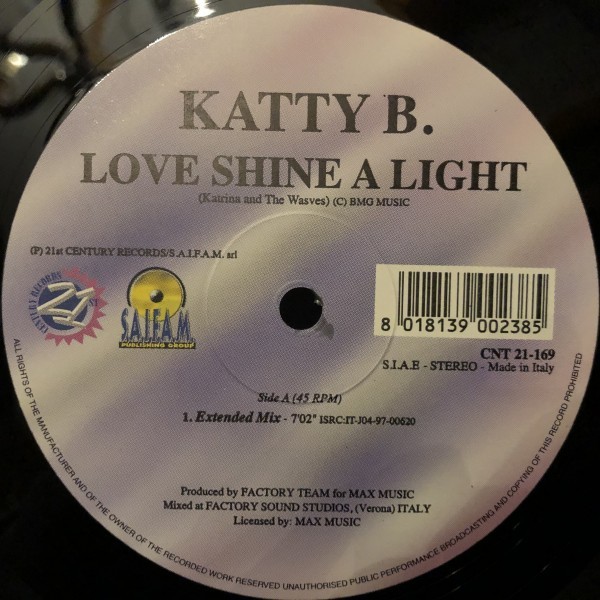 KATTY B.
LOVE SHINE A LIGHT
(Katrina and The Wasves) (C) BMG MUSIC
(P) 21st CENTURY RECORDS/S.A.I.F.A.M. srl
CENTURY RECORDS
21
ST
S.A.I.F.A.M.
PUBLISHING GROUP
8 018139 002385
CNT 21-169
S.I.A.E - STEREO - Made in Italy
Side A (45 RPM)
1. Extended Mix - 7'02" ISRC:IT-J04-97-00620
Produced by FACTORY TEAM for MAX MUSIC
Mixed at FACTORY SOUND STUDIOS, (Verona) ITALY
Licensed by: MAX MUSIC
ALL RIGHTS OF THE MANUFACTURER AND OF THE OWNER OF THE RECORDED WORK RESERVED UNAUTHORISED PUBLIC PERFORMANCE BROADCASTING AND COPYING OF THIS RECORD PROHIBITED